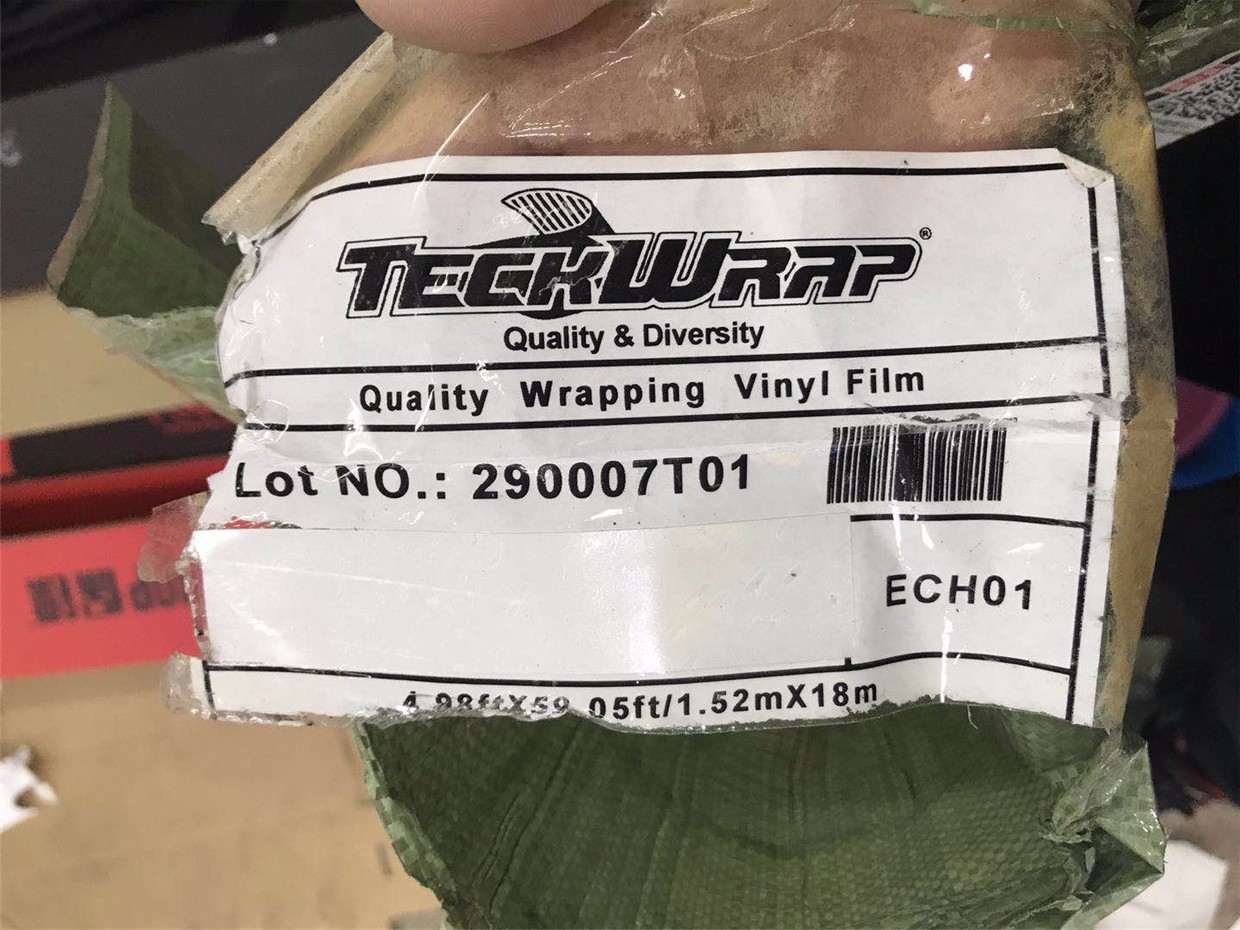 TECKWRAP®
Quality & Diversity
Quality Wrapping Vinyl Film
Lot NO.: 290007T01
ECH01
4.98ftX59.05ft/1.52mX18m